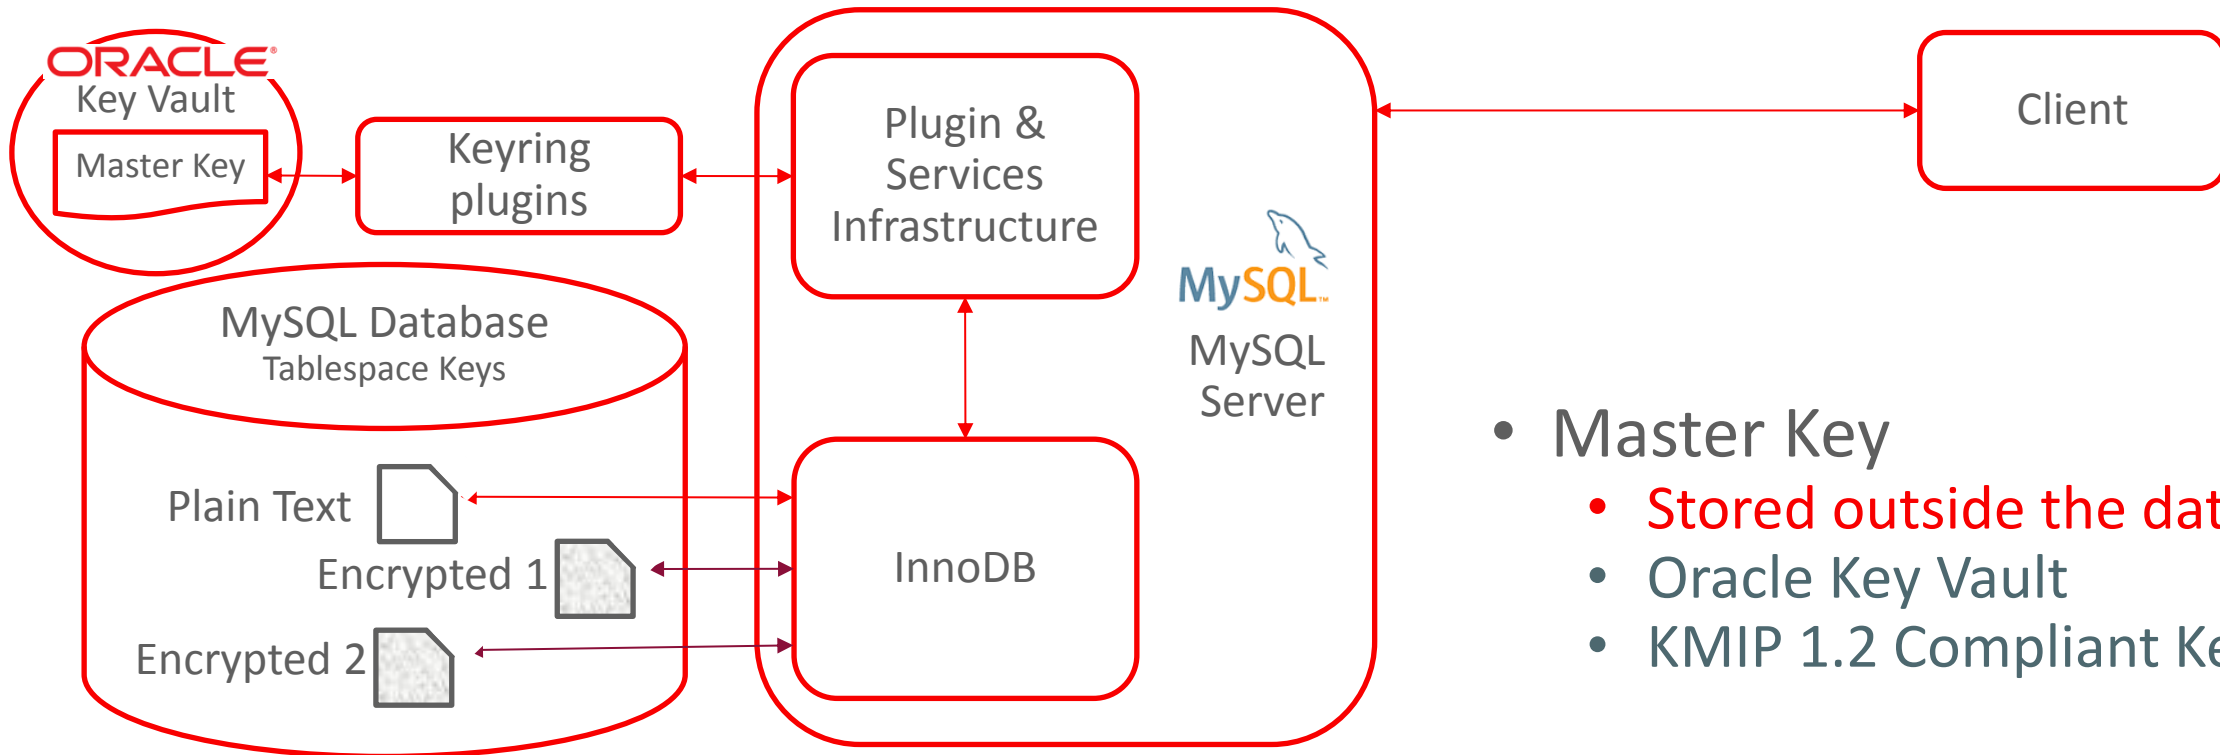 ORACLE®
Key Vault
Master Key
Keyring
plugins
Plugin &
Services
Infrastructure
Client
MySQL™
MySQL
Server
MySQL Database
Tablespace Keys
Plain Text
Encrypted 1
Encrypted 2
InnoDB
• Master Key
• Stored outside the dat
• Oracle Key Vault
• KMIP 1.2 Compliant Ke